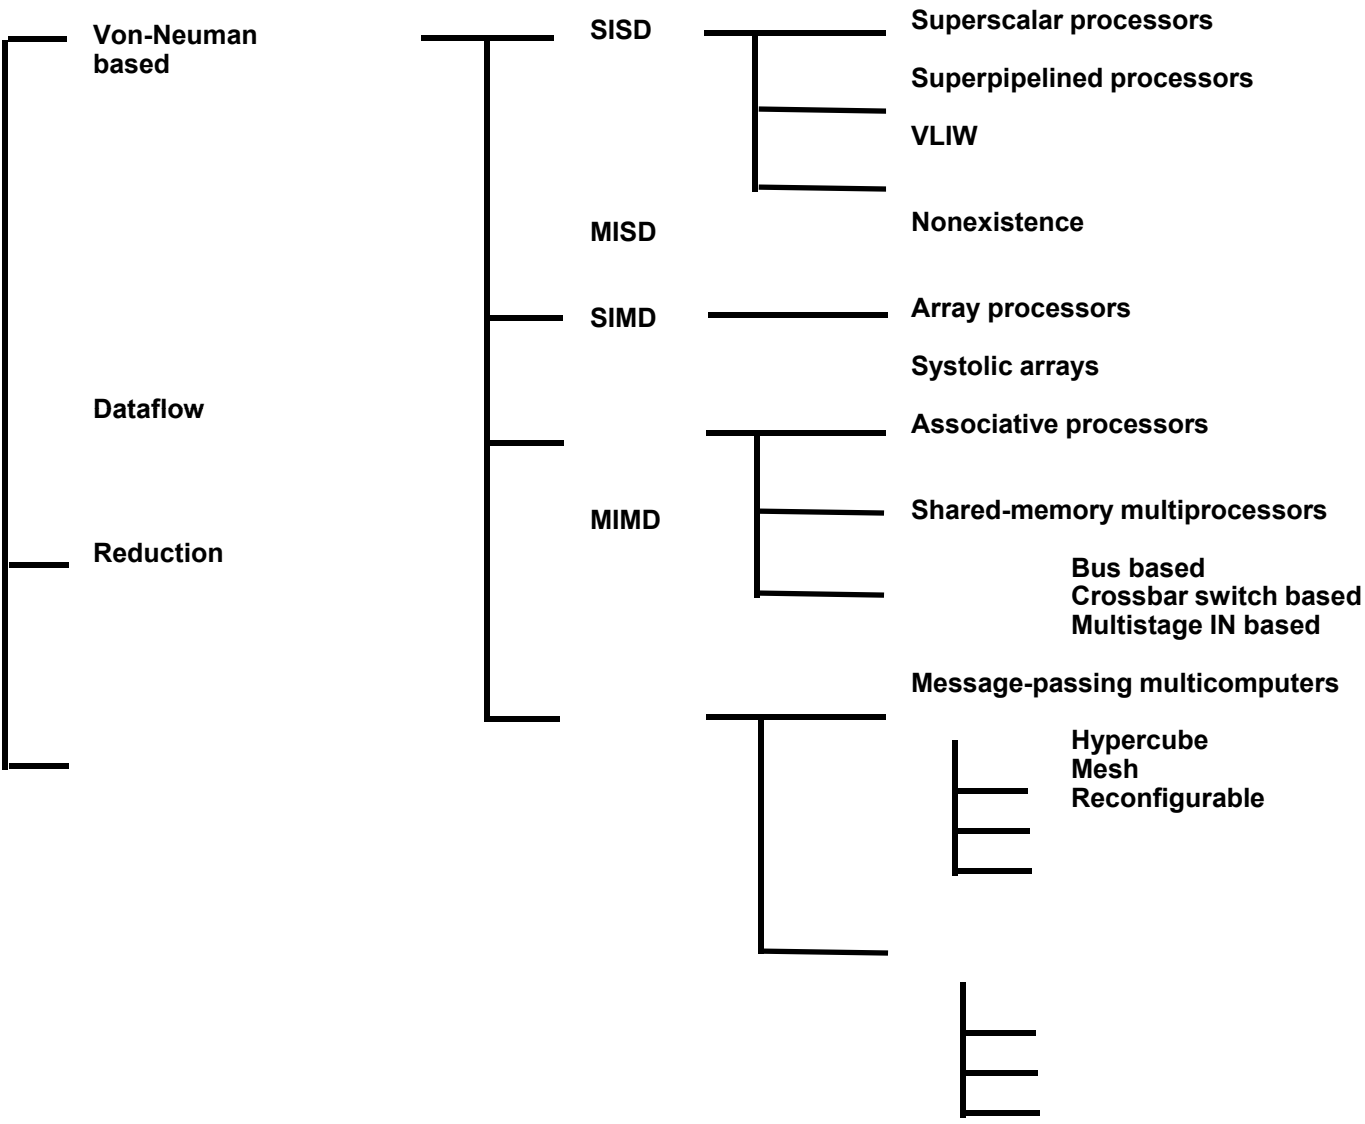 Von-Neuman
based
SISD
Superscalar processors
Superpipelined processors
VLIW
MISD
Nonexistence
SIMD
Array processors
Systolic arrays
Dataflow
Associative processors
MIMD
Shared-memory multiprocessors
Reduction
Bus based
Crossbar switch based
Multistage IN based
Message-passing multicomputers
Hypercube
Mesh
Reconfigurable